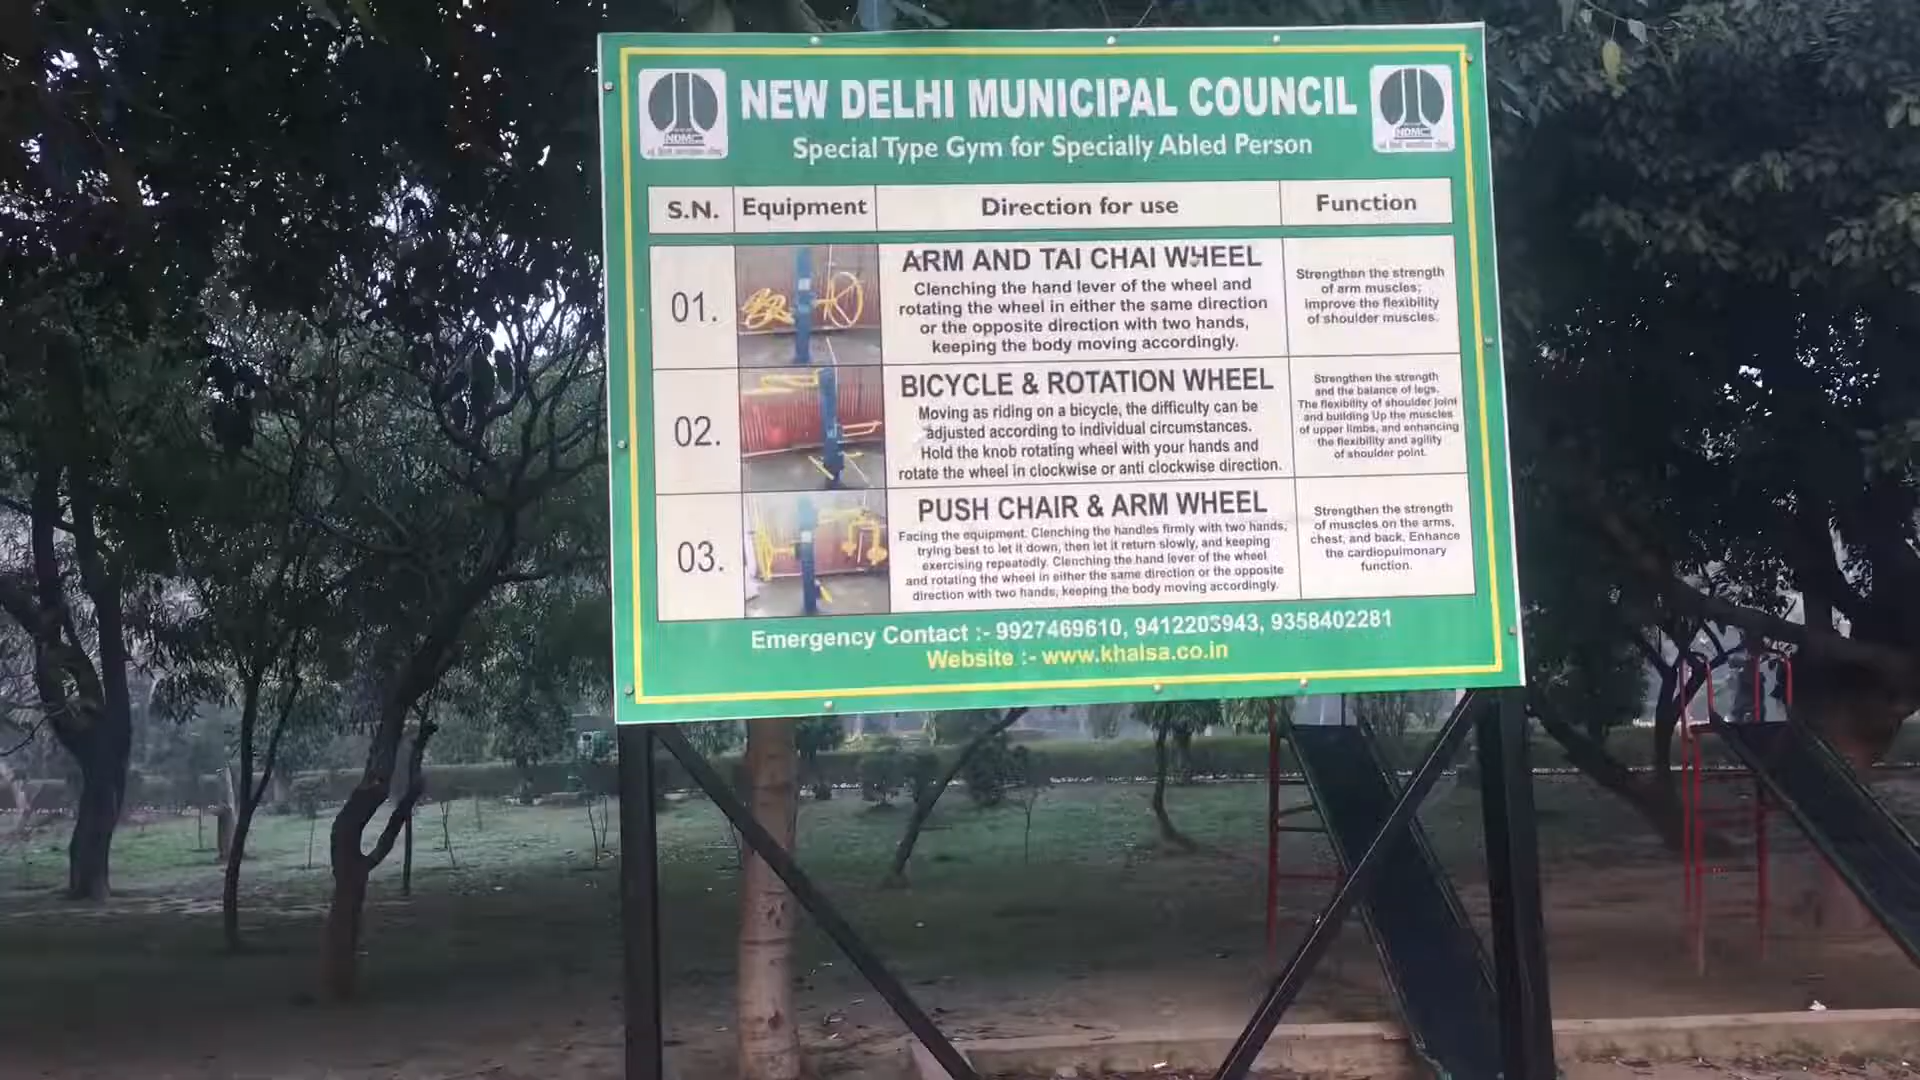 NEW DELHI MUNICIPAL COUNCIL
Special Type Gym for Specially Abled Person
NDMC
NDMC
S.N. Equipment Direction for use Function
01.
ARM AND TAI CHAI WHEEL
Clenching the hand lever of the wheel and
rotating the wheel in either the same direction
or the opposite direction with two hands,
keeping the body moving accordingly.
Strengthen the strength
of arm muscles;
improve the flexibility
of shoulder muscles.
02.
BICYCLE & ROTATION WHEEL
Moving as riding on a bicycle, the difficulty can be
adjusted according to individual circumstances.
Hold the knob rotating wheel with your hands and
rotate the wheel in clockwise or anti clockwise direction.
Strengthen the strength
and the balance of legs.
The flexibility of shoulder joint
and building Up the muscles
of upper limbs, and enhancing
the flexibility and agility
of shoulder point.
03.
PUSH CHAIR & ARM WHEEL
Facing the equipment. Clenching the handles firmly with two hands,
trying best to let it down, then let it return slowly, and keeping
exercising repeatedly. Clenching the hand lever of the wheel
and rotating the wheel in either the same direction or the opposite
direction with two hands, keeping the body moving accordingly.
Strengthen the strength
of muscles on the arms,
chest, and back. Enhance
the cardiopulmonary
function.
Emergency Contact :- 9927469610, 9412205943, 9358402281
Website :- www.khalsa.co.in